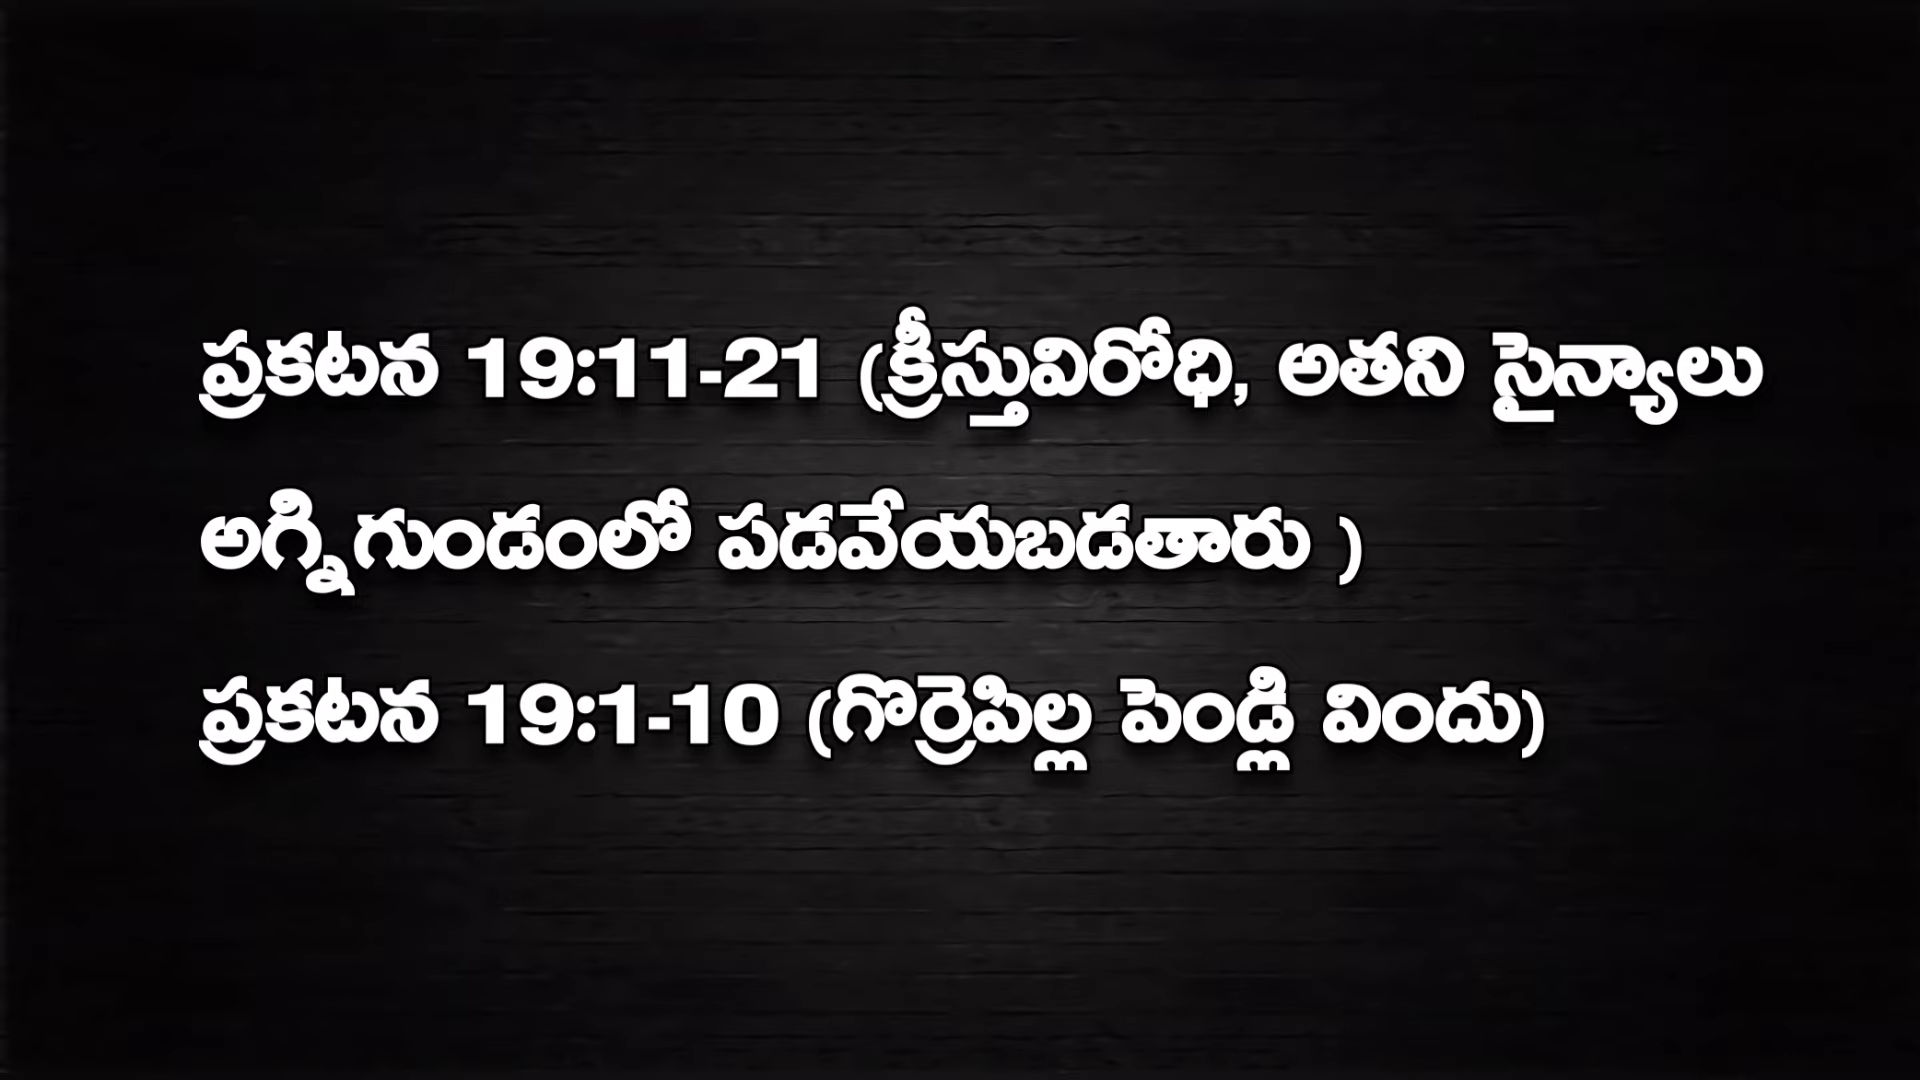 ప్రకటన 19:11-21 (క్రీస్తువిరోధి, అతని సైన్యాలు
అగ్నిగుండంలో పడవేయబడతారు )
ప్రకటన 19:1-10 (గొర్రెపిల్ల పెండ్లి విందు)